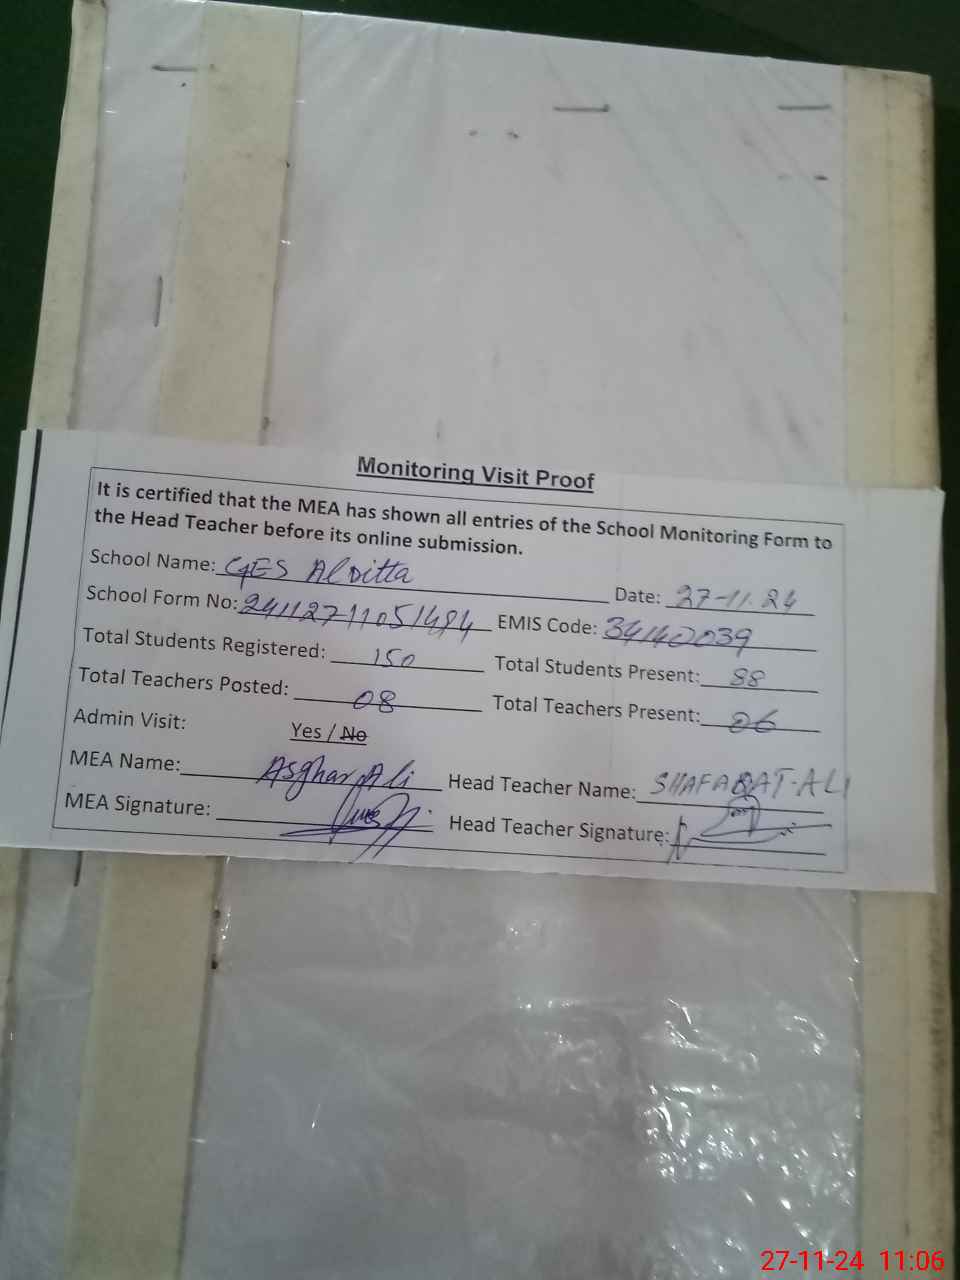 Monitoring Visit Proof
It is certified that the MEA has shown all entries of the School Monitoring Form to
the Head Teacher before its online submission.
School Name: GES Al Ditta Date: 27-11.24
School Form No: 241127-11051484 EMIS Code: 34140039
Total Students Registered: 150 Total Students Present: 88
Total Teachers Posted: 08 Total Teachers Present: 06
Admin Visit: Yes / No
MEA Name: Asghar Ali Head Teacher Name: SHAFAQAT-ALI
MEA Signature: Head Teacher Signature:
27-11-24 11:06